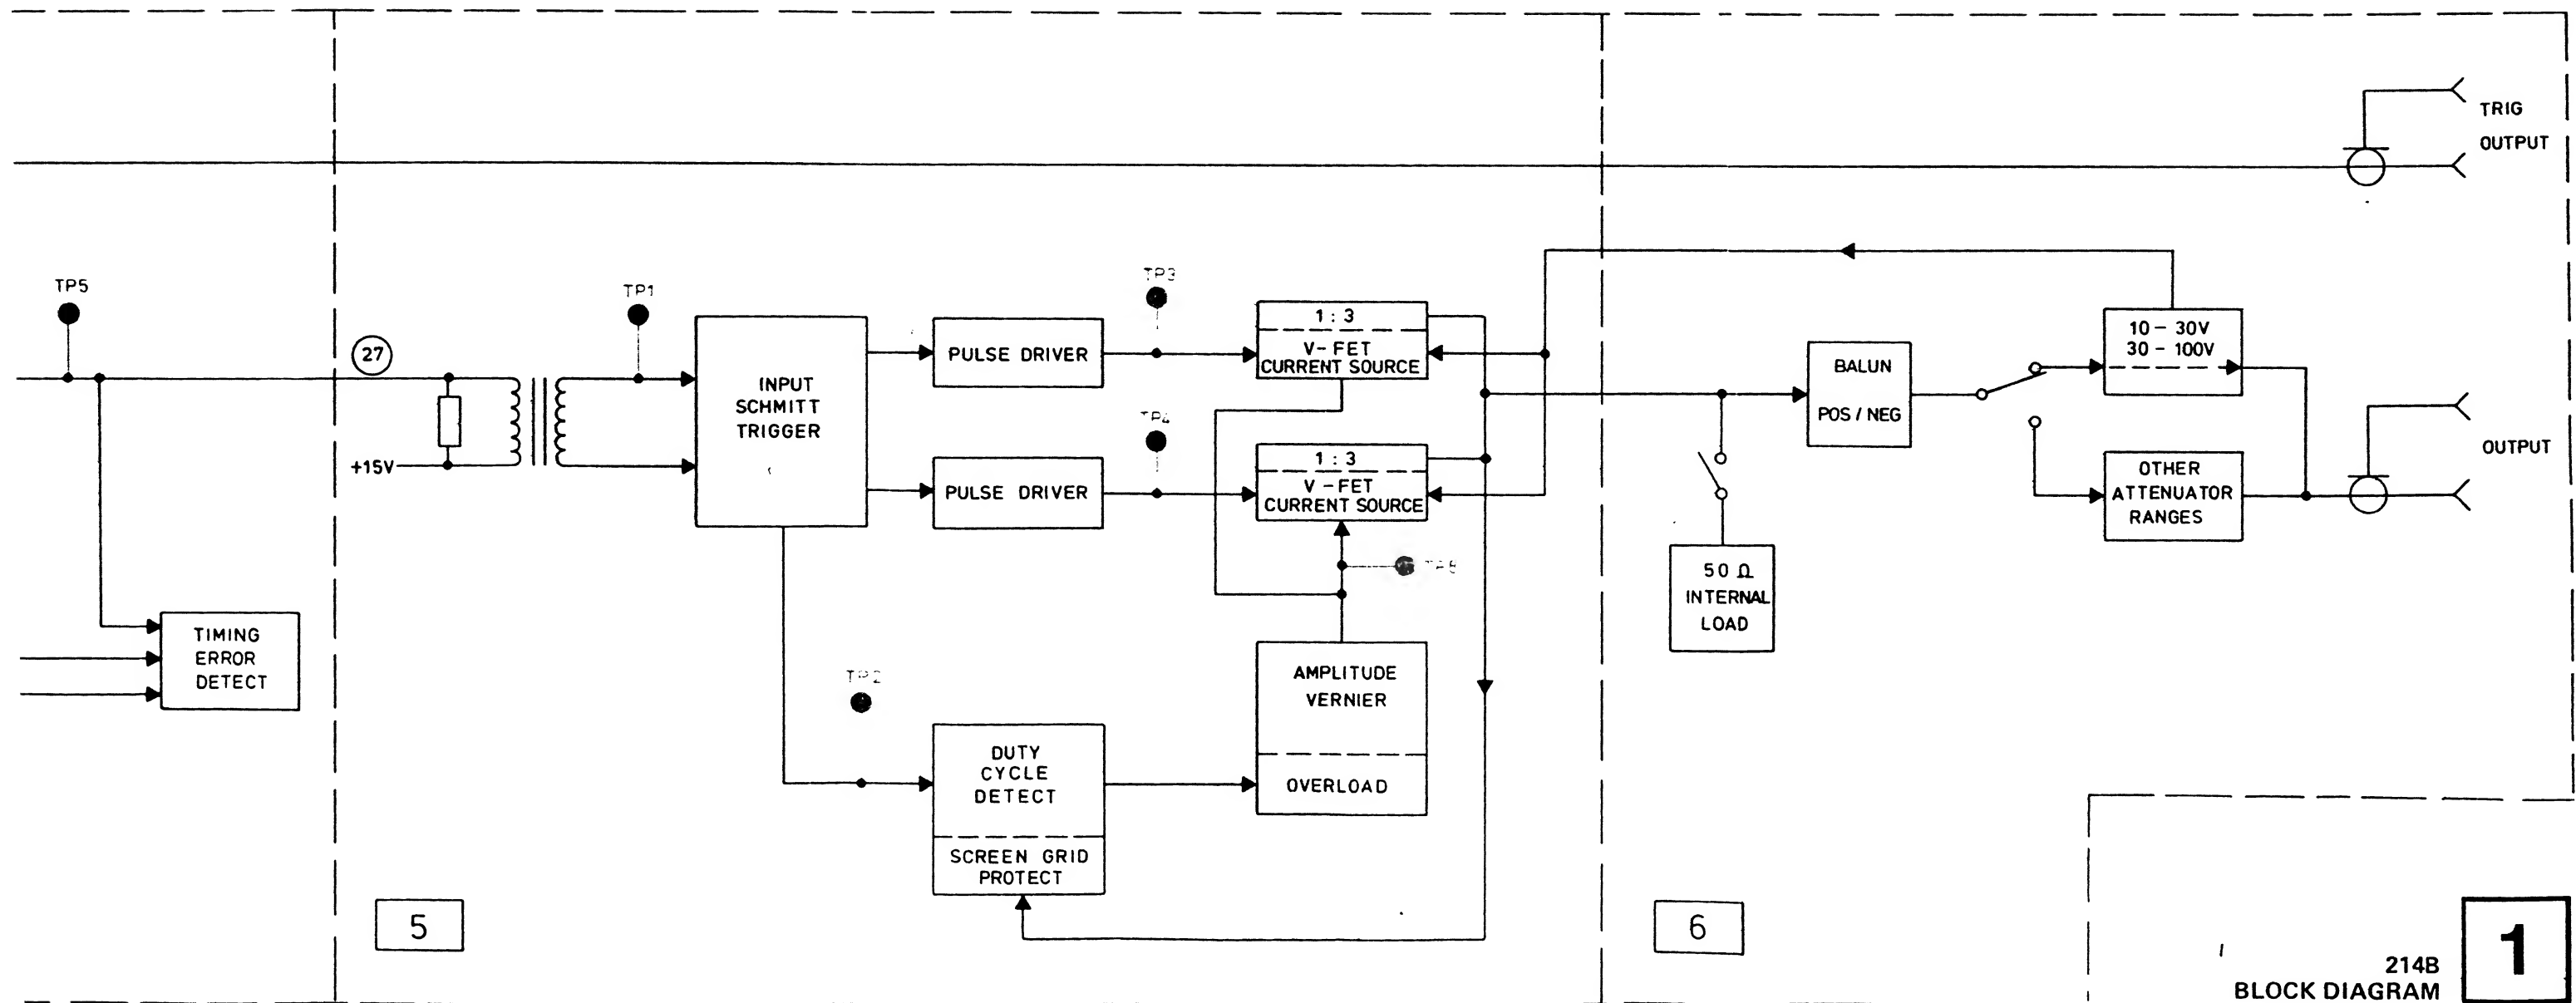 TRIG
OUTPUT
TP5
27
+15V
TP1
INPUT
SCHMITT
TRIGGER
PULSE DRIVER
TP3
1 : 3
V-FET
CURRENT SOURCE
PULSE DRIVER
TP4
1 : 3
V-FET
CURRENT SOURCE
BALUN
POS / NEG
10 - 30V
30 - 100V
OUTPUT
OTHER
ATTENUATOR
RANGES
50 Ω
INTERNAL
LOAD
TIMING
ERROR
DETECT
TP2
DUTY
CYCLE
DETECT
SCREEN GRID
PROTECT
AMPLITUDE
VERNIER
OVERLOAD
5
6
214B
BLOCK DIAGRAM
1